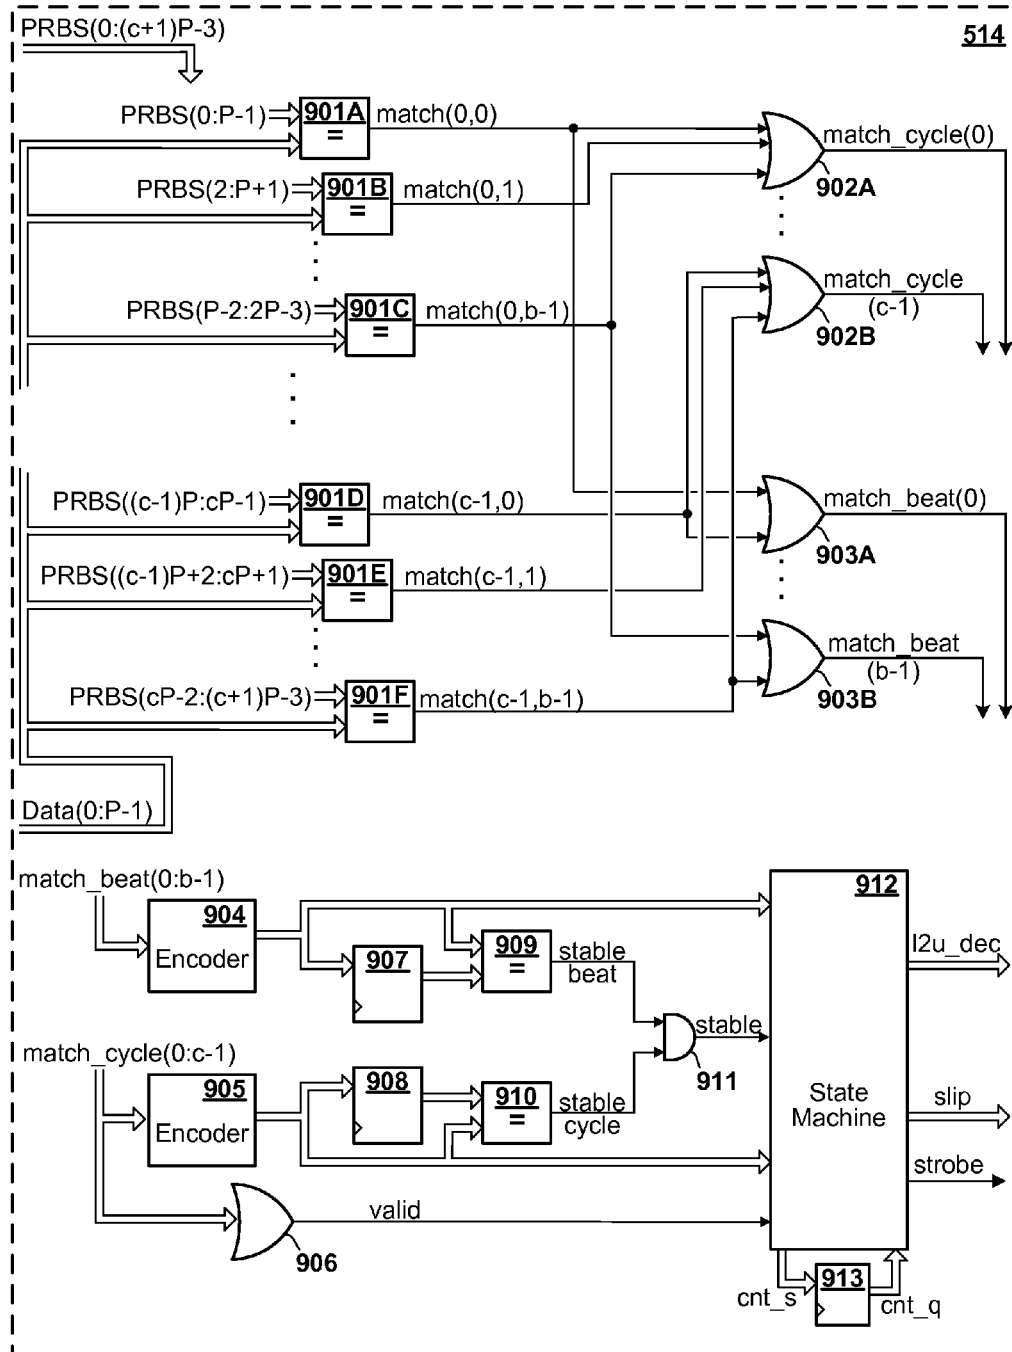 PRBS(0:(c+1)P-3)
514
PRBS(0:P-1)
901A
=
match(0,0)
match_cycle(0)
902A
PRBS(2:P+1)
901B
=
match(0,1)
PRBS(P-2:2P-3)
901C
=
match(0,b-1)
match_cycle
(c-1)
902B
PRBS((c-1)P:cP-1)
901D
=
match(c-1,0)
match_beat(0)
903A
PRBS((c-1)P+2:cP+1)
901E
=
match(c-1,1)
PRBS(cP-2:(c+1)P-3)
901F
=
match(c-1,b-1)
match_beat
(b-1)
903B
Data(0:P-1)
match_beat(0:b-1)
904
Encoder
907
909
=
stable
beat
912
State
Machine
l2u_dec
stable
911
match_cycle(0:c-1)
905
Encoder
908
910
=
stable
cycle
slip
strobe
valid
906
cnt_s
913
cnt_q